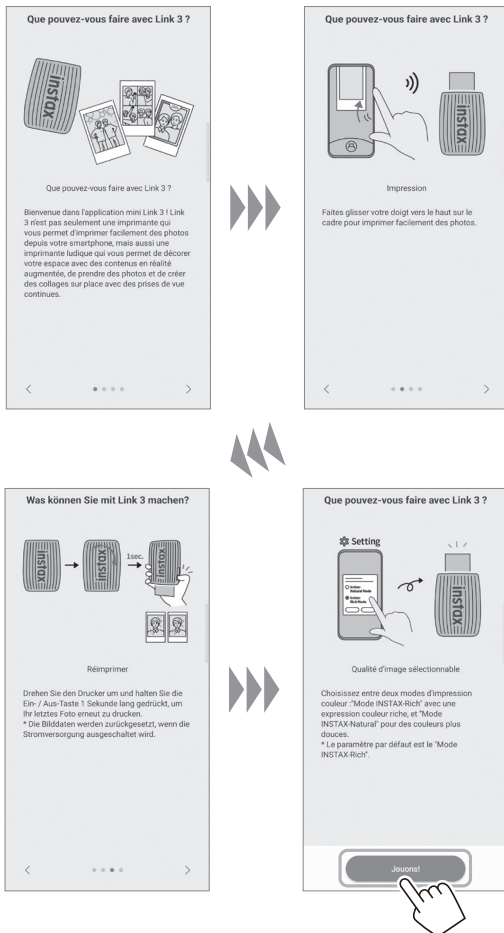 Que pouvez-vous faire avec Link 3 ?
instax
Que pouvez-vous faire avec Link 3 ?
Bienvenue dans l'application mini Link 3 ! Link
3 n'est pas seulement une imprimante qui
vous permet d'imprimer facilement des photos
depuis votre smartphone, mais aussi une
imprimante ludique qui vous permet de décorer
votre espace avec des contenus en réalité
augmentée, de prendre des photos et de créer
des collages sur place avec des prises de vue
continues.
Que pouvez-vous faire avec Link 3 ?
instax
Impression
Faites glisser votre doigt vers le haut sur le
cadre pour imprimer facilement des photos.
Was können Sie mit Link 3 machen?
instax
instax
1sec.
instax
Réimprimer
Drehen Sie den Drucker um und halten Sie die
Ein- / Aus-Taste 1 Sekunde lang gedrückt, um
Ihr letztes Foto erneut zu drucken.
* Die Bilddaten werden zurückgesetzt, wenn die
Stromversorgung ausgeschaltet wird.
Que pouvez-vous faire avec Link 3 ?
Setting
Natural Mode
Rich Mode
instax
Qualité d'image sélectionnable
Choisissez entre deux modes d'impression
couleur :"Mode INSTAX-Rich" avec une
expression couleur riche, et "Mode
INSTAX-Natural" pour des couleurs plus
douces.
* Le paramètre par défaut est le "Mode
INSTAX-Rich".
Jouons!